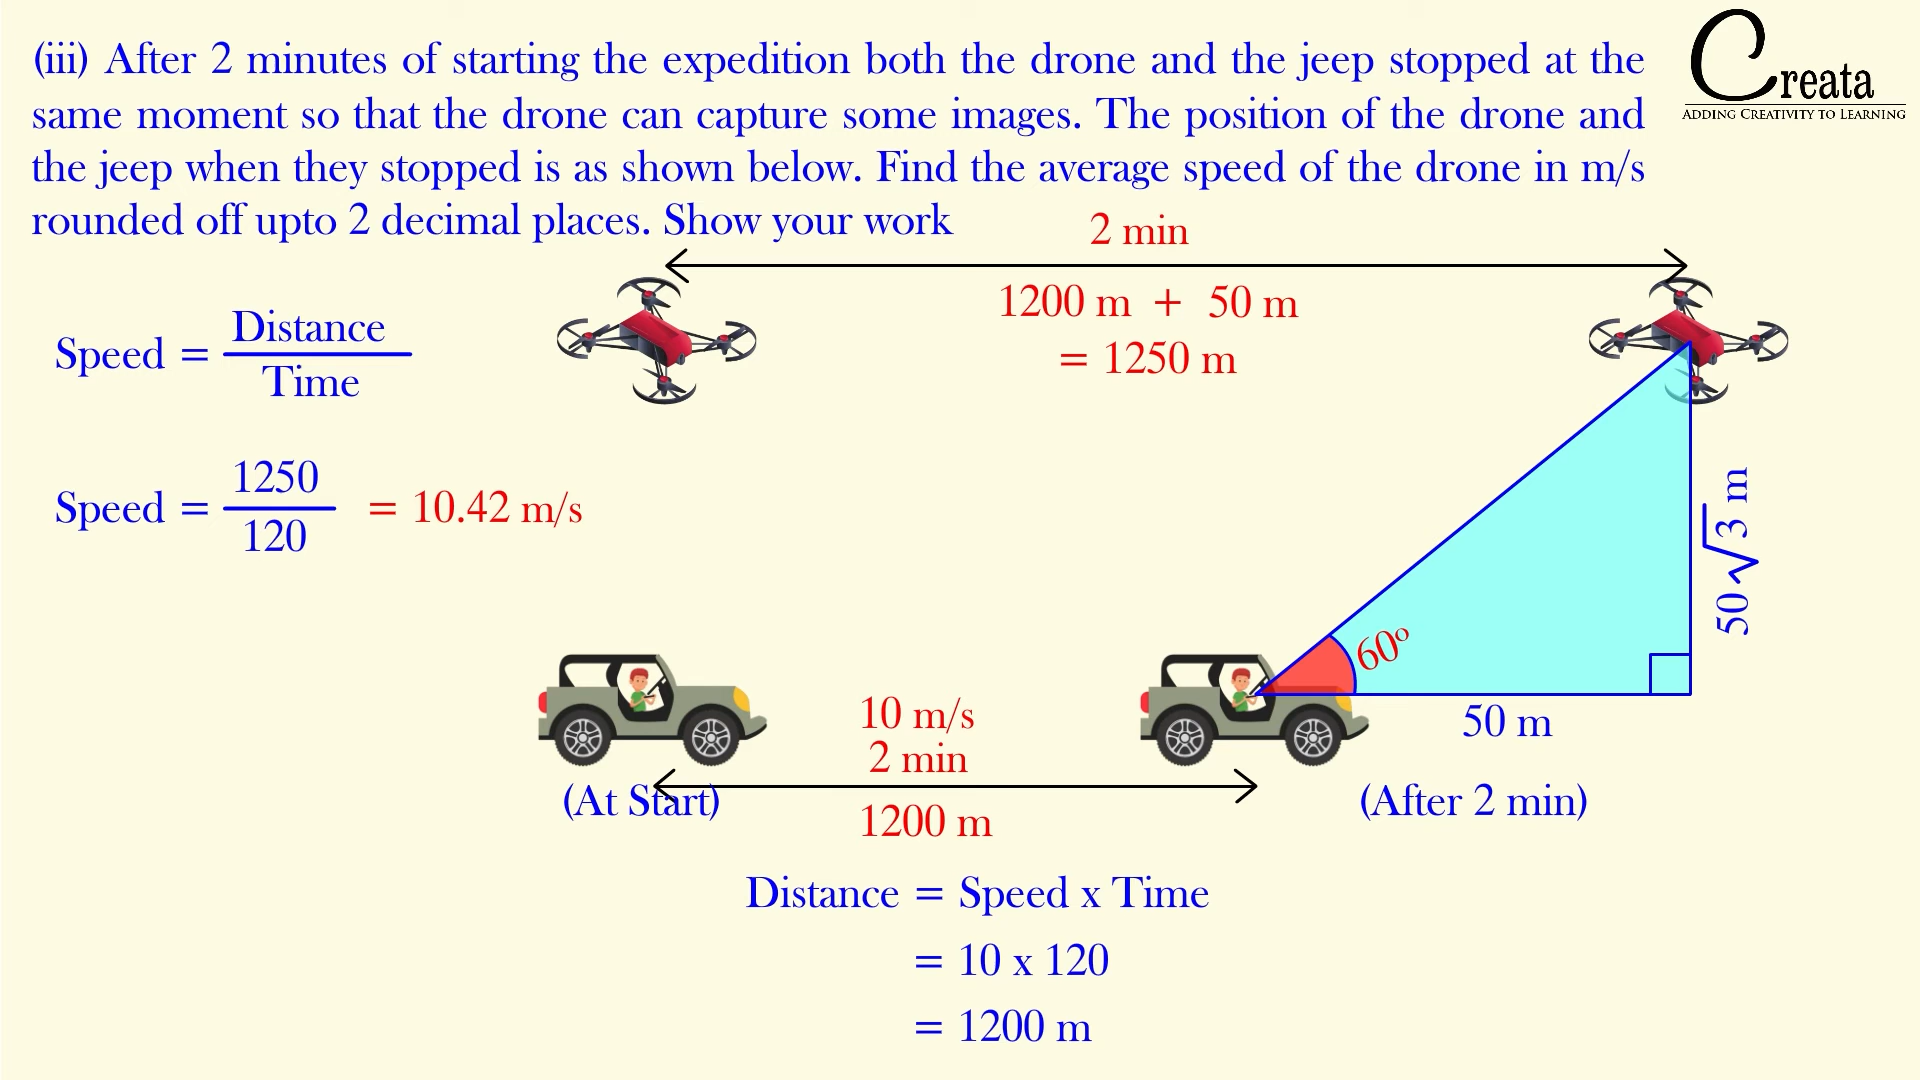 (iii) After 2 minutes of starting the expedition both the drone and the jeep stopped at the
same moment so that the drone can capture some images. The position of the drone and
the jeep when they stopped is as shown below. Find the average speed of the drone in m/s
rounded off upto 2 decimal places. Show your work
Creata
ADDING CREATIVITY TO LEARNING
2 min
1200 m + 50 m
= 1250 m
Speed = Distance / Time
Speed = 1250 / 120 = 10.42 m/s
50√3 m
60º
50 m
10 m/s
2 min
1200 m
(At Start)
(After 2 min)
Distance = Speed x Time
= 10 x 120
= 1200 m